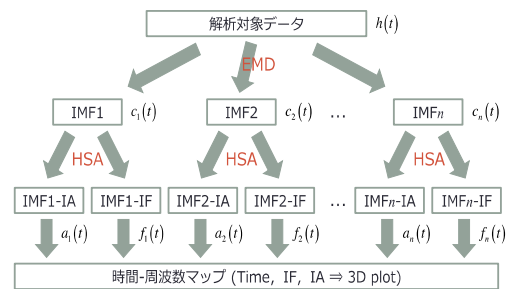 解析対象データ h(t)
EMD
IMF1 c₁(t) IMF2 c₂(t) ... IMFn cₙ(t)
HSA HSA HSA
IMF1-IA IMF1-IF IMF2-IA IMF2-IF ... IMFn-IA IMFn-IF
a₁(t) f₁(t) a₂(t) f₂(t) aₙ(t) fₙ(t)
時間-周波数マップ (Time, IF, IA ⇒ 3D plot)